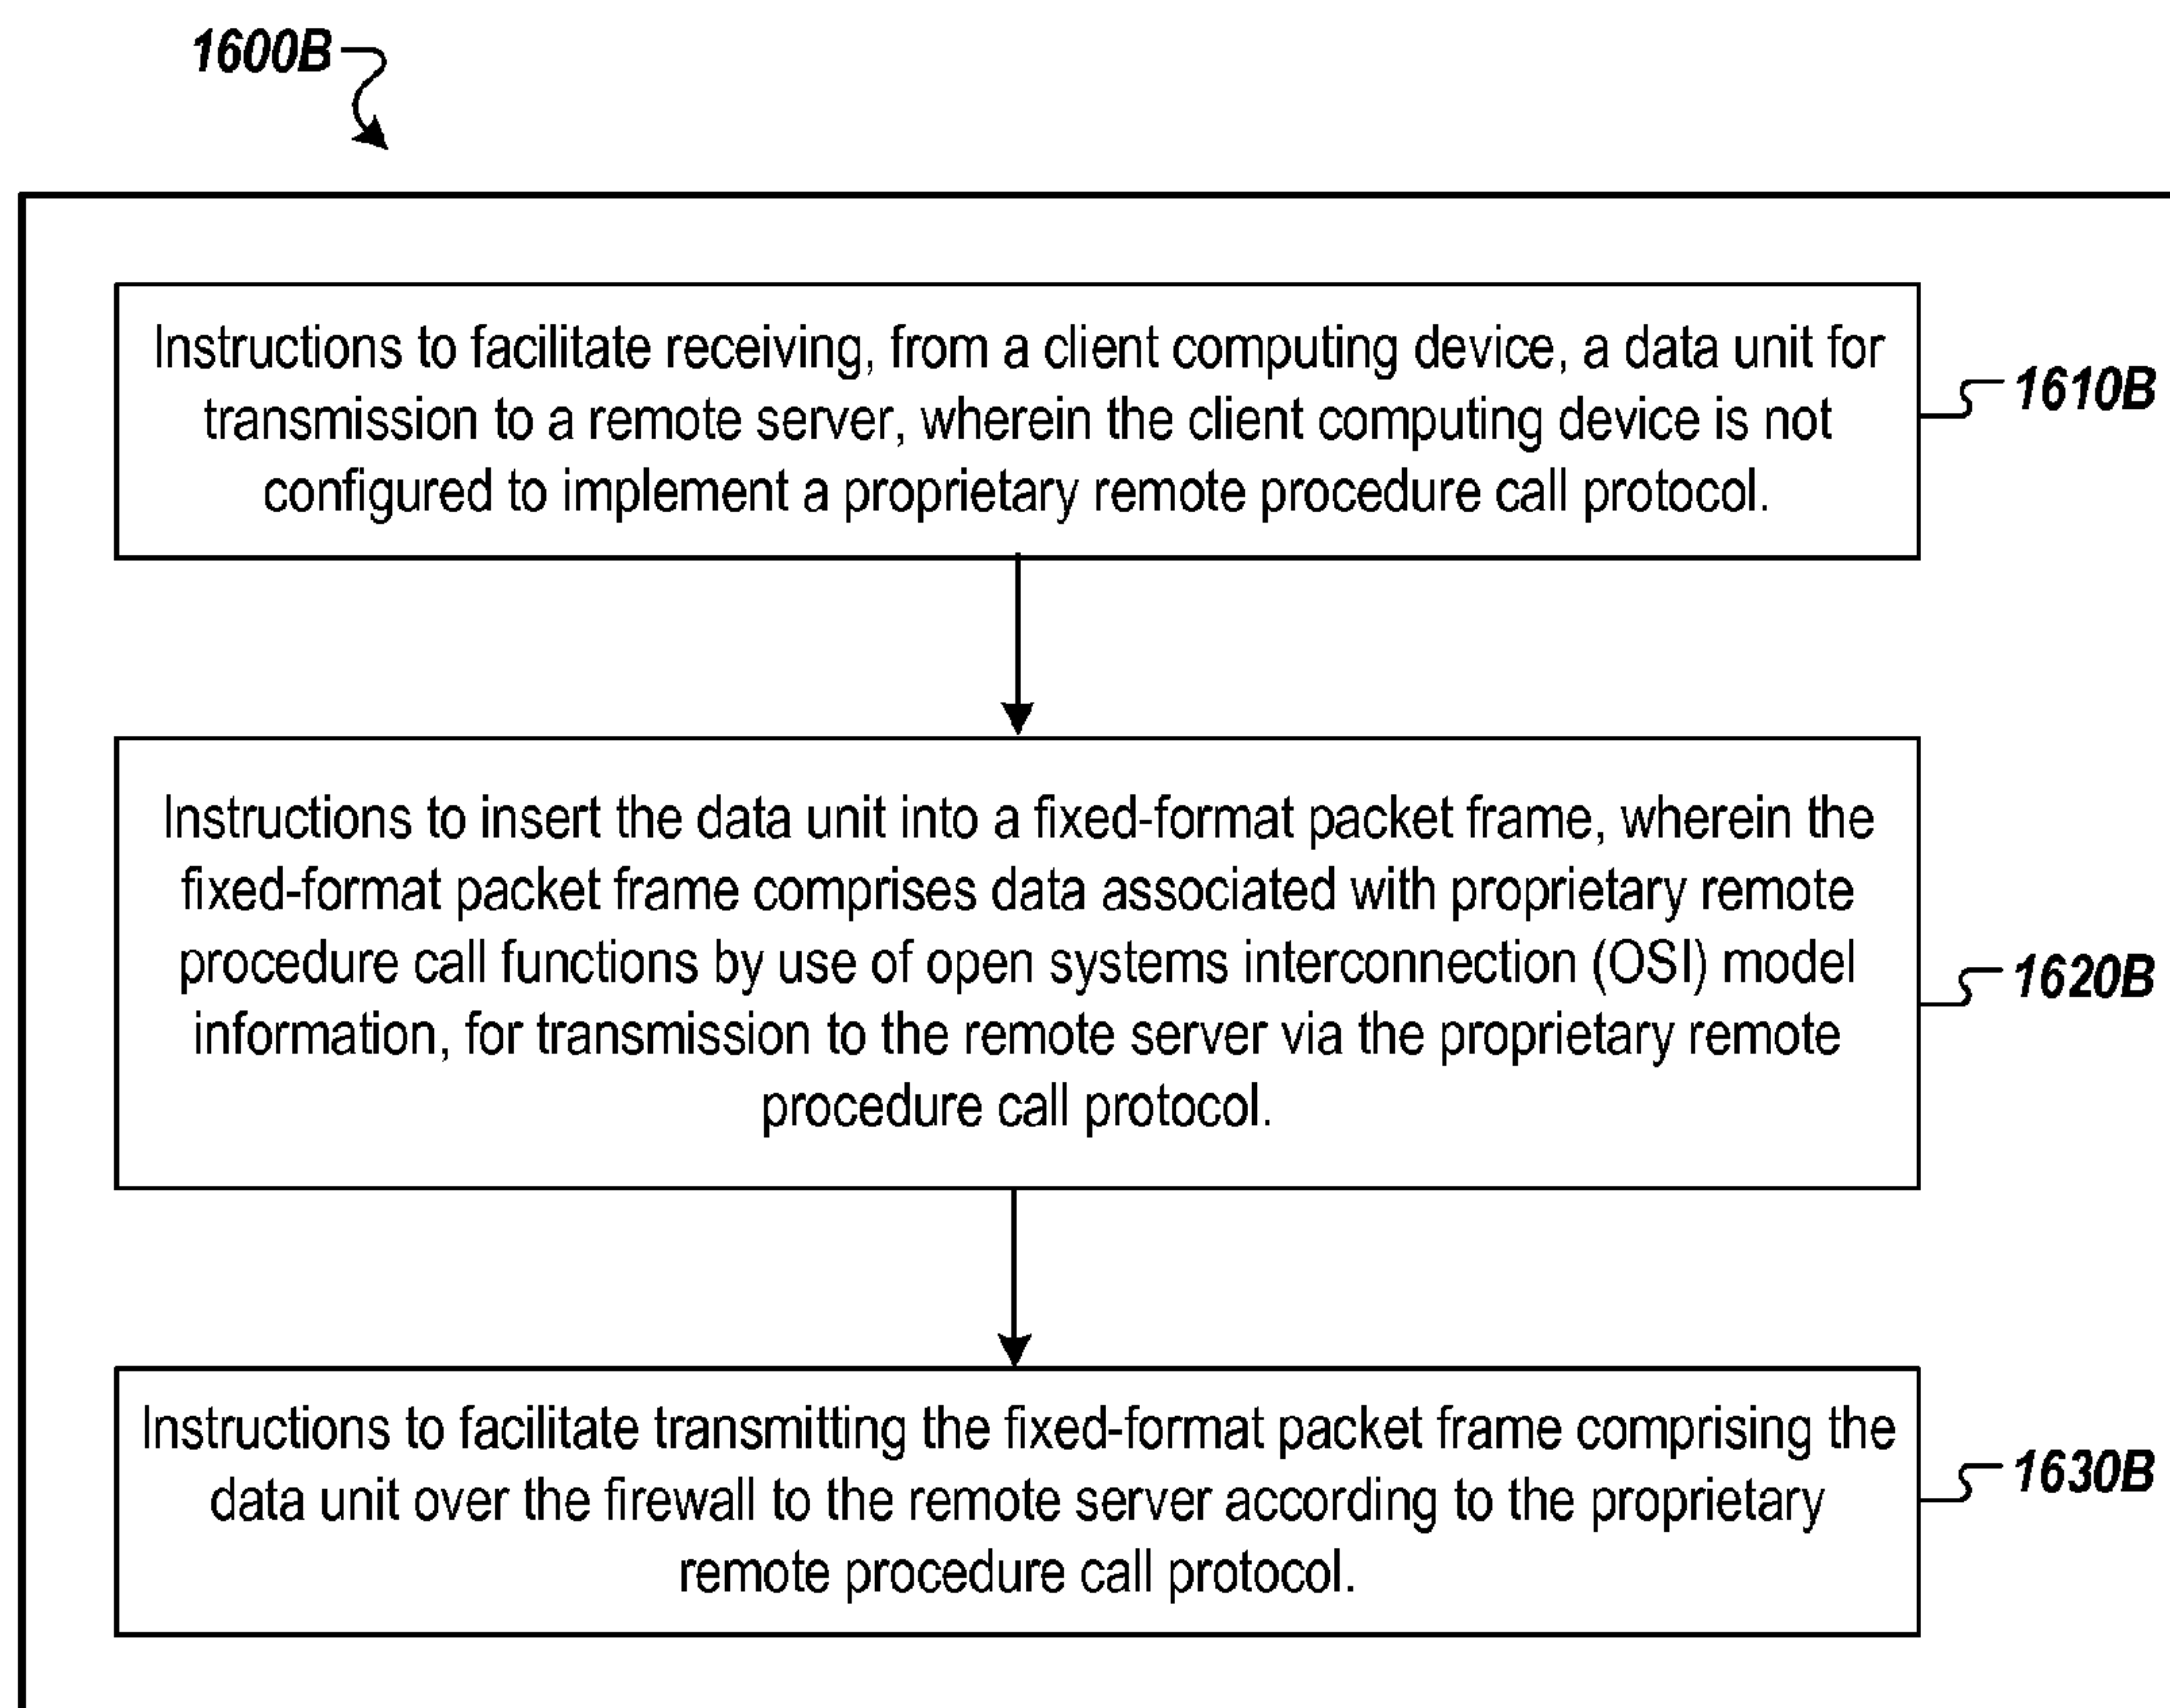 1600B
Instructions to facilitate receiving, from a client computing device, a data unit for
transmission to a remote server, wherein the client computing device is not
configured to implement a proprietary remote procedure call protocol.
1610B
Instructions to insert the data unit into a fixed-format packet frame, wherein the
fixed-format packet frame comprises data associated with proprietary remote
procedure call functions by use of open systems interconnection (OSI) model
information, for transmission to the remote server via the proprietary remote
procedure call protocol.
1620B
Instructions to facilitate transmitting the fixed-format packet frame comprising the
data unit over the firewall to the remote server according to the proprietary
remote procedure call protocol.
1630B